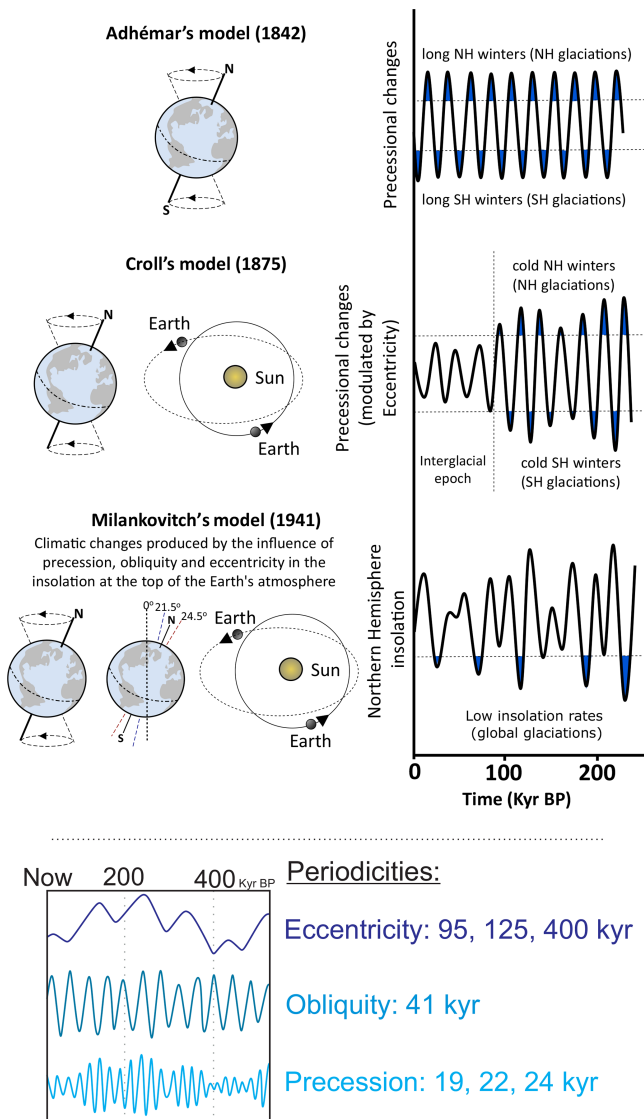 Adhémar's model (1842)
N
S
Precessional changes
long NH winters (NH glaciations)
long SH winters (SH glaciations)
Croll's model (1875)
N
Earth
Sun
Earth
Precessional changes
(modulated by
Eccentricity)
cold NH winters
(NH glaciations)
Interglacial
epoch
cold SH winters
(SH glaciations)
Milankovitch's model (1941)
Climatic changes produced by the influence of
precession, obliquity and eccentricity in the
insolation at the top of the Earth's atmosphere
N
0º
21.5º
N
24.5º
S
Earth
Sun
Earth
Northern Hemisphere
insolation
Low insolation rates
(global glaciations)
0 100 200
Time (Kyr BP)
Now 200 400 Kyr BP
Periodicities:
Eccentricity: 95, 125, 400 kyr
Obliquity: 41 kyr
Precession: 19, 22, 24 kyr